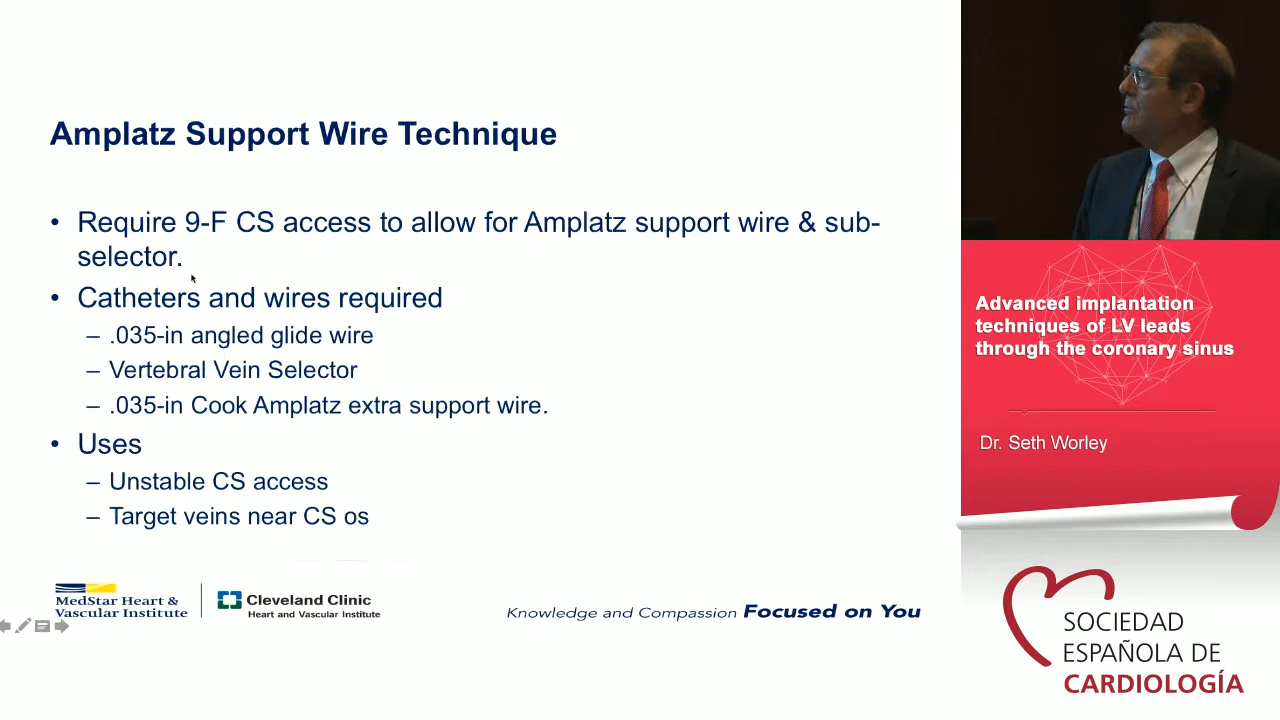 Amplatz Support Wire Technique
• Require 9-F CS access to allow for Amplatz support wire & sub-
selector.
• Catheters and wires required
– .035-in angled glide wire
– Vertebral Vein Selector
– .035-in Cook Amplatz extra support wire.
• Uses
– Unstable CS access
– Target veins near CS os
MedStar Heart &
Vascular Institute
Cleveland Clinic
Heart and Vascular Institute
Knowledge and Compassion Focused on You
Advanced implantation
techniques of LV leads
through the coronary sinus
Dr. Seth Worley
SOCIEDAD
ESPAÑOLA DE
CARDIOLOGÍA